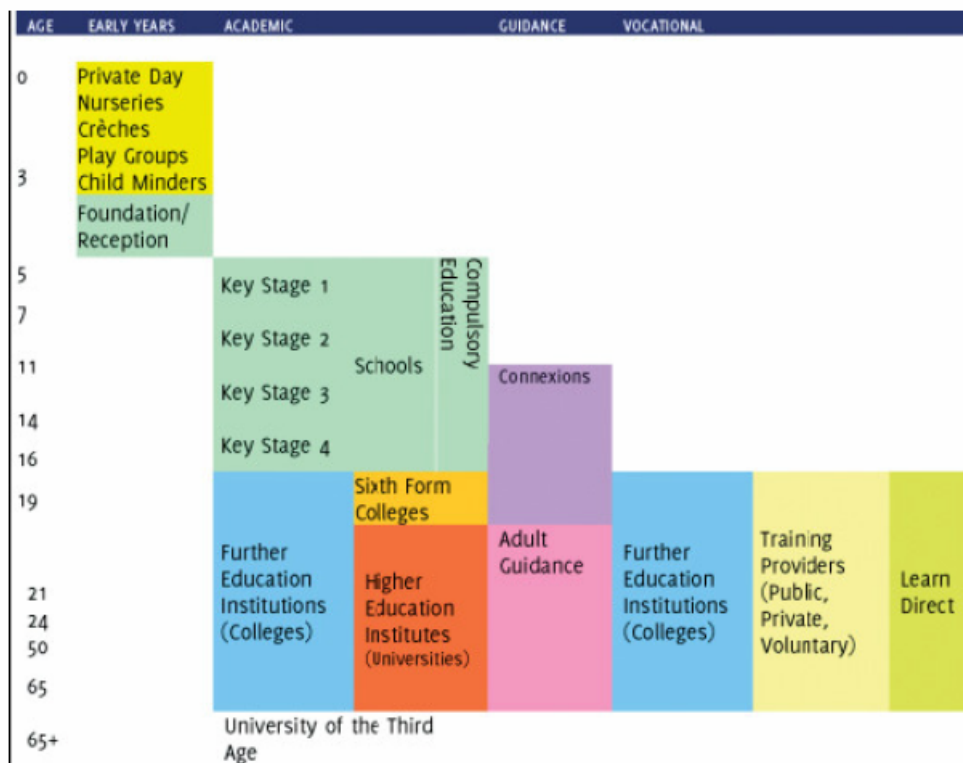 AGE EARLY YEARS ACADEMIC GUIDANCE VOCATIONAL
0
3
5
7
11
14
16
19
21
24
50
65
65+
Private Day
Nurseries
Crèches
Play Groups
Child Minders
Foundation/
Reception
Key Stage 1
Key Stage 2
Key Stage 3
Key Stage 4
Schools
Compulsory
Education
Connexions
Further
Education
Institutions
(Colleges)
Sixth Form
Colleges
Higher
Education
Institutes
(Universities)
Adult
Guidance
Further
Education
Institutions
(Colleges)
Training
Providers
(Public,
Private,
Voluntary)
Learn
Direct
University of the Third
Age